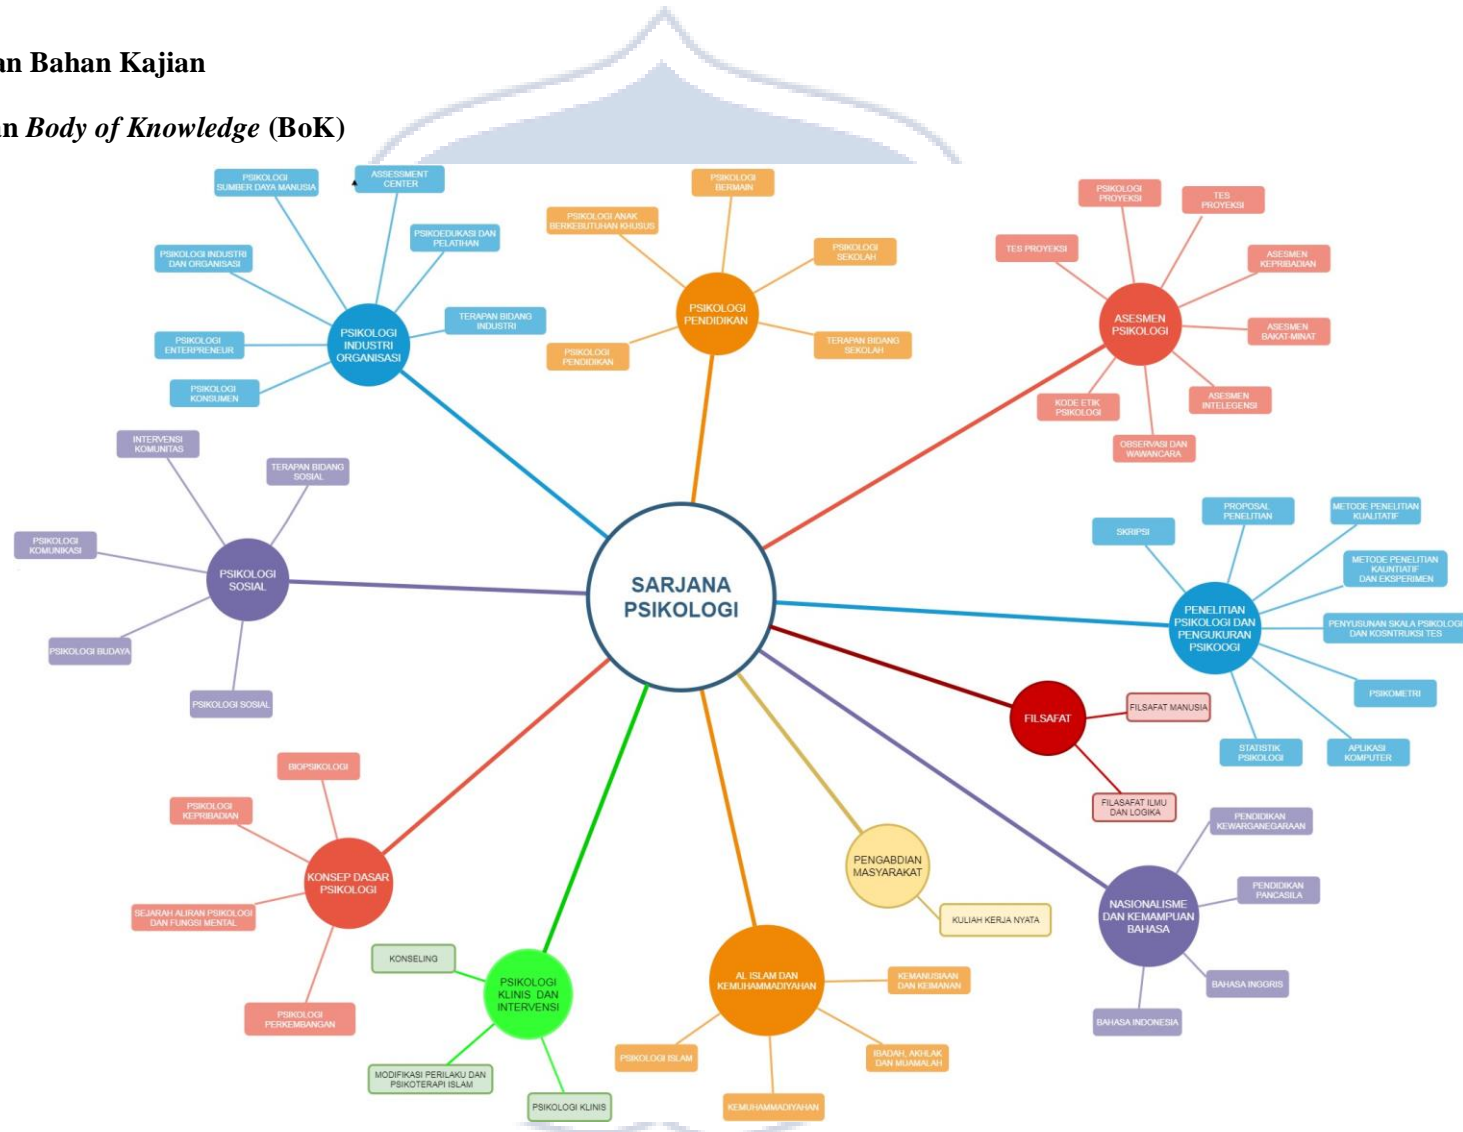 an Bahan Kajian
an Body of Knowledge (BoK)
PSIKOLOGI
SUMBER DAYA MANUSIA
ASSESSMENT
CENTER
PSIKOEDUKASI DAN
PELATIHAN
PSIKOLOGI INDUSTRI
DAN ORGANISASI
TERAPAN BIDANG
INDUSTRI
PSIKOLOGI
ENTERPRENEUR
PSIKOLOGI
KONSUMEN
PSIKOLOGI
INDUSTRI
ORGANISASI
PSIKOLOGI
BERMAIN
PSIKOLOGI ANAK
BERKEBUTUHAN KHUSUS
PSIKOLOGI
SEKOLAH
PSIKOLOGI
PENDIDIKAN
TERAPAN BIDANG
SEKOLAH
PSIKOLOGI
PENDIDIKAN
PSIKOLOGI
PROYEKSI
TES
PROYEKSI
TES PROYEKSI
ASESMEN
KEPRIBADIAN
ASESMEN
PSIKOLOGI
ASESMEN
BAKAT-MINAT
ASESMEN
INTELEGENSI
KODE ETIK
PSIKOLOGI
OBSERVASI DAN
WAWANCARA
INTERVENSI
KOMUNITAS
TERAPAN BIDANG
SOSIAL
PSIKOLOGI
KOMUNIKASI
PSIKOLOGI
SOSIAL
PSIKOLOGI BUDAYA
PSIKOLOGI SOSIAL
SARJANA
PSIKOLOGI
SKRIPSI
PROPOSAL
PENELITIAN
METODE PENELITIAN
KUALITATIF
METODE PENELITIAN
KAUNTIATIF
DAN EKSPERIMEN
PENELITIAN
PSIKOLOGI DAN
PENGUKURAN
PSIKOOGI
PENYUSUNAN SKALA PSIKOLOGI
DAN KOSNTRUKSI TES
PSIKOMETRI
STATISTIK
PSIKOLOGI
APLIKASI
KOMPUTER
FILSAFAT
FILSAFAT MANUSIA
FILASAFAT ILMU
DAN LOGIKA
BIOPSIKOLOGI
PSIKOLOGI
KEPRIBADIAN
KONSEP DASAR
PSIKOLOGI
SEJARAH ALIRAN PSIKOLOGI
DAN FUNGSI MENTAL
PSIKOLOGI
PERKEMBANGAN
KONSELING
PSIKOLOGI
KLINIS DAN
INTERVENSI
MODIFIKASI PERILAKU DAN
PSIKOTERAPI ISLAM
PSIKOLOGI KLINIS
AL ISLAM DAN
KEMUHAMMADIYAHAN
KEMANUSIAAN
DAN KEIMANAN
PSIKOLOGI ISLAM
IBADAH, AKHLAK
DAN MUAMALAH
KEMUHAMMADIYAHAN
PENGABDIAN
MASYARAKAT
KULIAH KERJA NYATA
PENDIDIKAN
KEWARGANEGARAAN
PENDIDIKAN
PANCASILA
NASIONALISME
DAN KEMAMPUAN
BAHASA
BAHASA INGGRIS
BAHASA INDONESIA